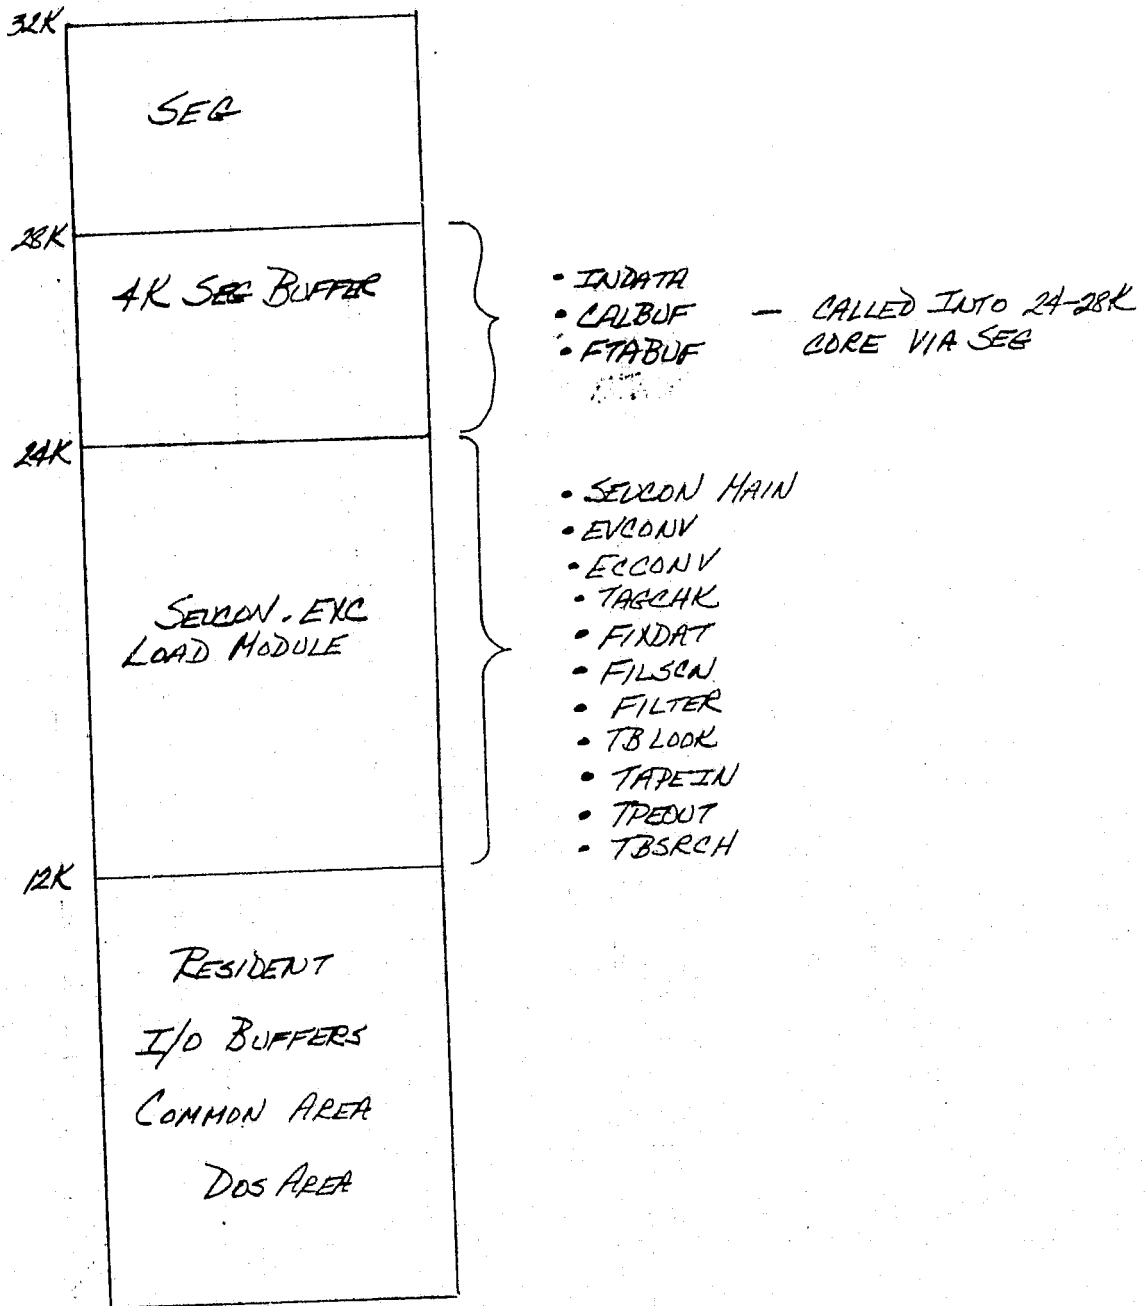 32K
SEG
28K
4K SEG BUFFER
• INDATA
• CALBUF — CALLED INTO 24-28K
• FTABUF CORE VIA SEG
24K
• SEVCON MAIN
• EVCONV
• ECCONV
• TAGCHK
• FIXDAT
• FILSCN
• FILTER
• TBLOOK
• TAPEIN
• TPEOUT
• TBSRCH
SEVCON.EXC
LOAD MODULE
12K
RESIDENT
I/O BUFFERS
COMMON AREA
DOS AREA